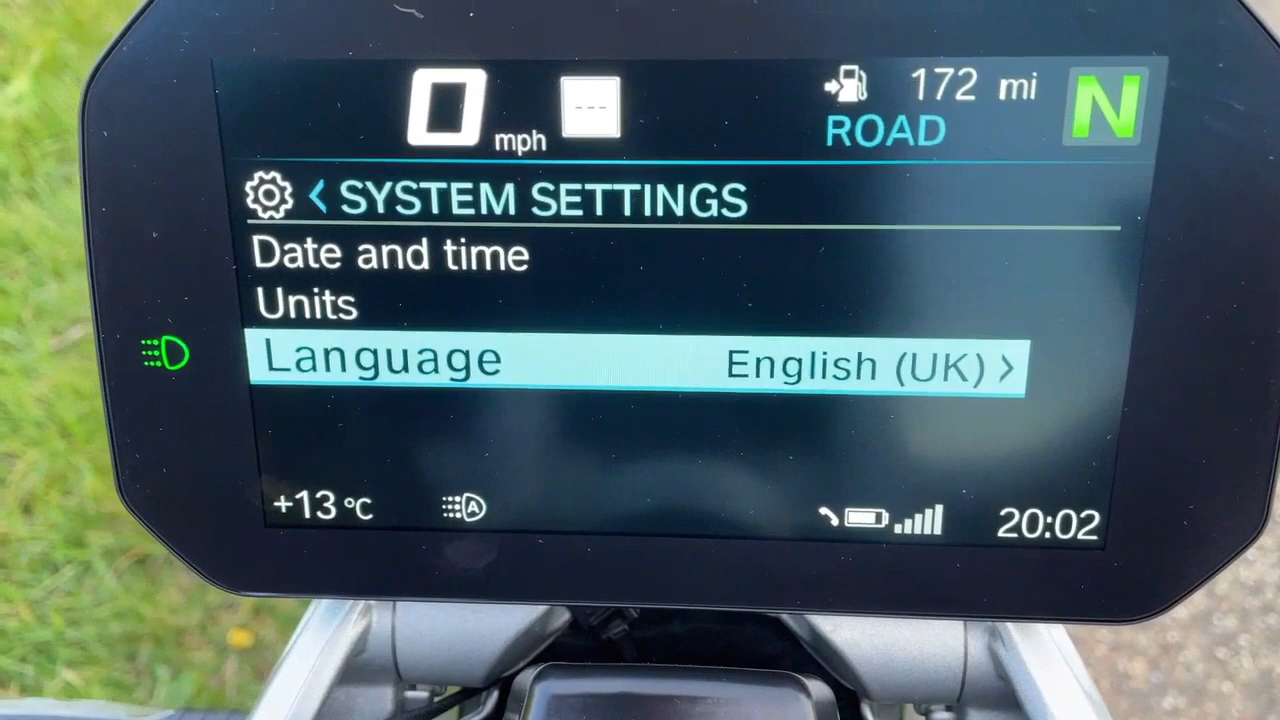 0 mph --- 172 mi N
ROAD
SYSTEM SETTINGS
Date and time
Units
Language English (UK)
+13 °C A 20:02